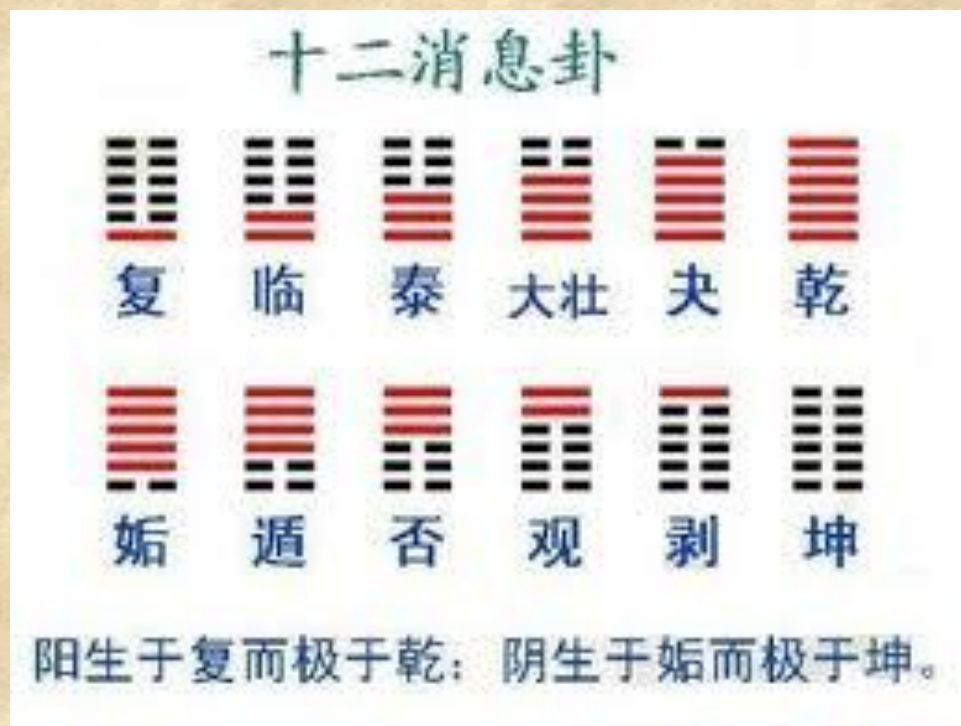 十二消息卦
复 临 泰 大壮 夬 乾
姤 遁 否 观 剥 坤
阳生于复而极于乾；阴生于姤而极于坤。